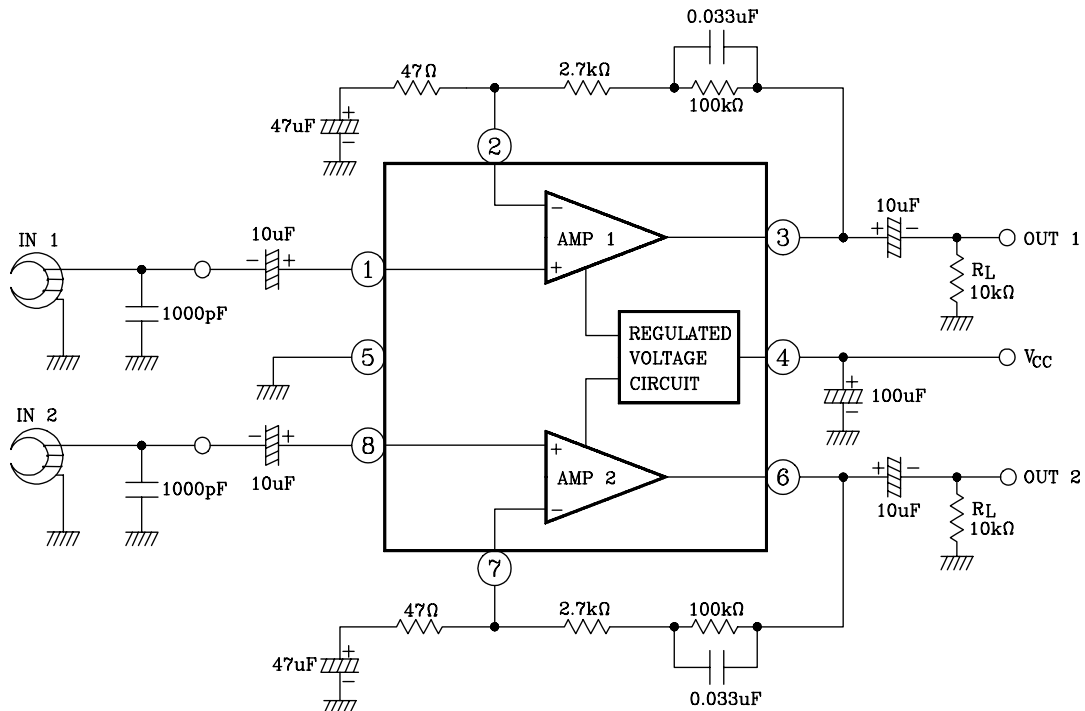 0.033uF
47Ω
2.7kΩ
100kΩ
47uF
+
-
2
-
AMP 1
+
3
10uF
+ -
OUT 1
RL
10kΩ
IN 1
10uF
- +
1
1000pF
REGULATED
VOLTAGE
CIRCUIT
5
4
VCC
+
100uF
-
IN 2
- +
10uF
8
1000pF
+
AMP 2
-
6
+ -
10uF
OUT 2
RL
10kΩ
7
47Ω
2.7kΩ
100kΩ
47uF
+
-
0.033uF